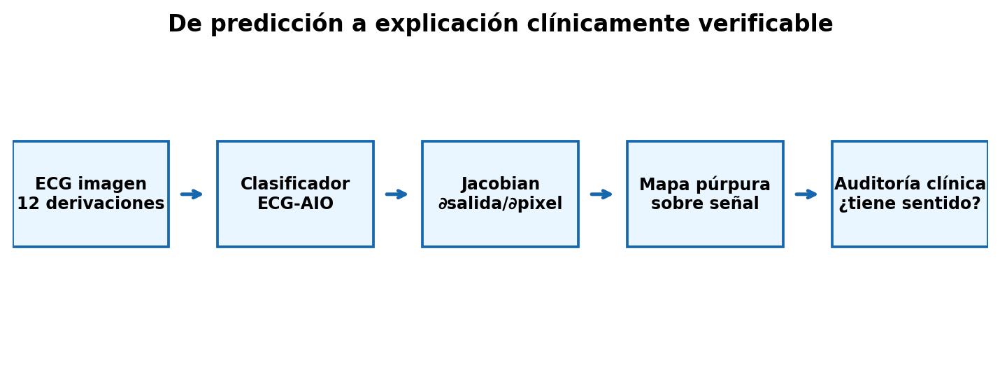 De predicción a explicación clínicamente verificable
ECG imagen
12 derivaciones
Clasificador
ECG-AIO
Jacobian
∂salida/∂pixel
Mapa púrpura
sobre señal
Auditoría clínica
¿tiene sentido?